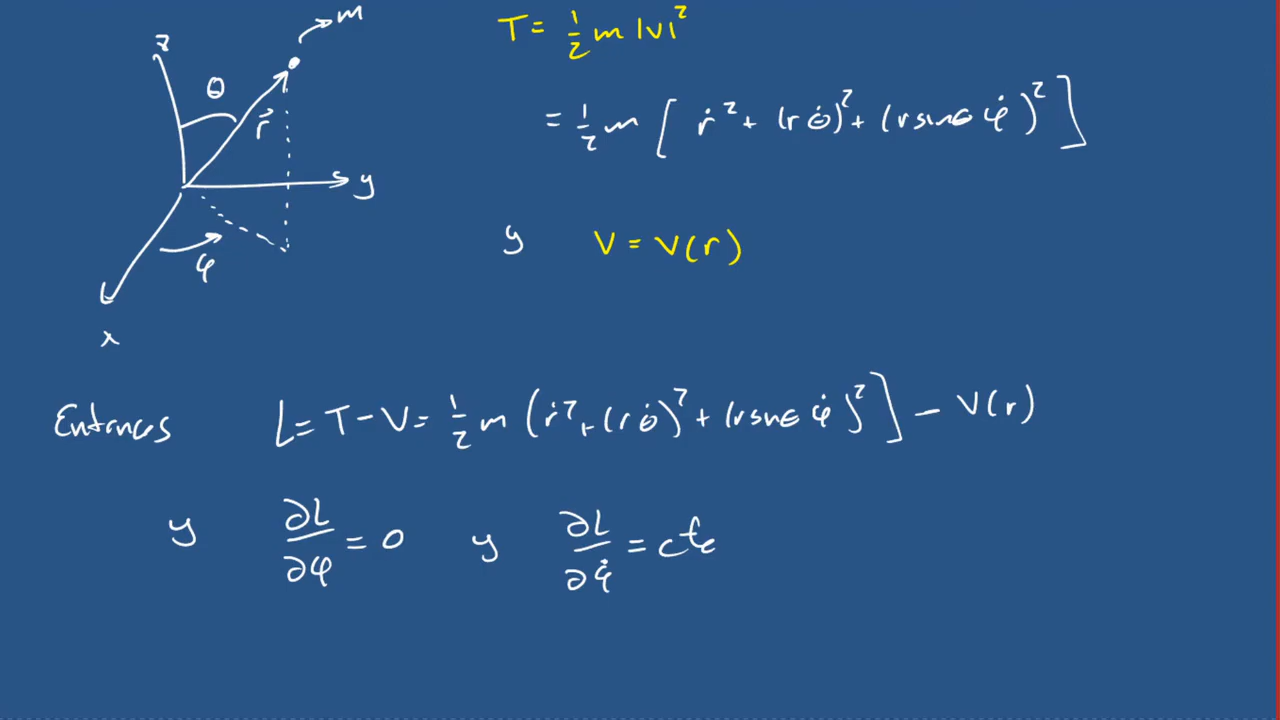 m
z
θ
r⃗
y
φ
x
T = 1/2 m |v|²
= 1/2 m [ ṙ² + (r θ̇)² + (r sinθ φ̇)² ]
y V = V(r)
Entonces L = T - V = 1/2 m ( ṙ² + (r θ̇)² + (r sinθ φ̇)² ] - V(r)
y ∂L/∂φ = 0 y ∂L/∂φ̇ = cte